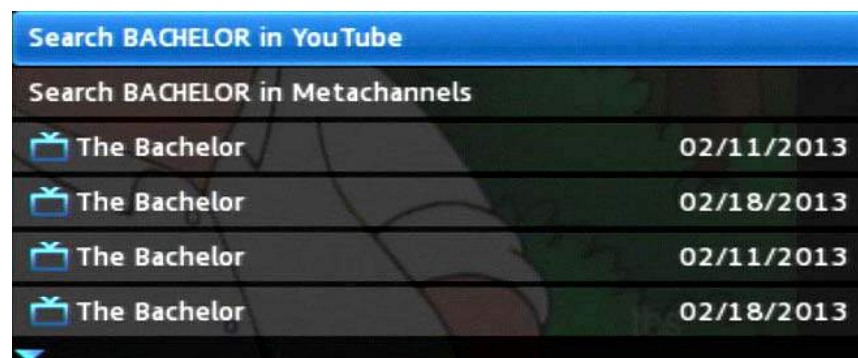 Search BACHELOR in YouTube
Search BACHELOR in Metachannels
The Bachelor 02/11/2013
The Bachelor 02/18/2013
The Bachelor 02/11/2013
The Bachelor 02/18/2013
tbs